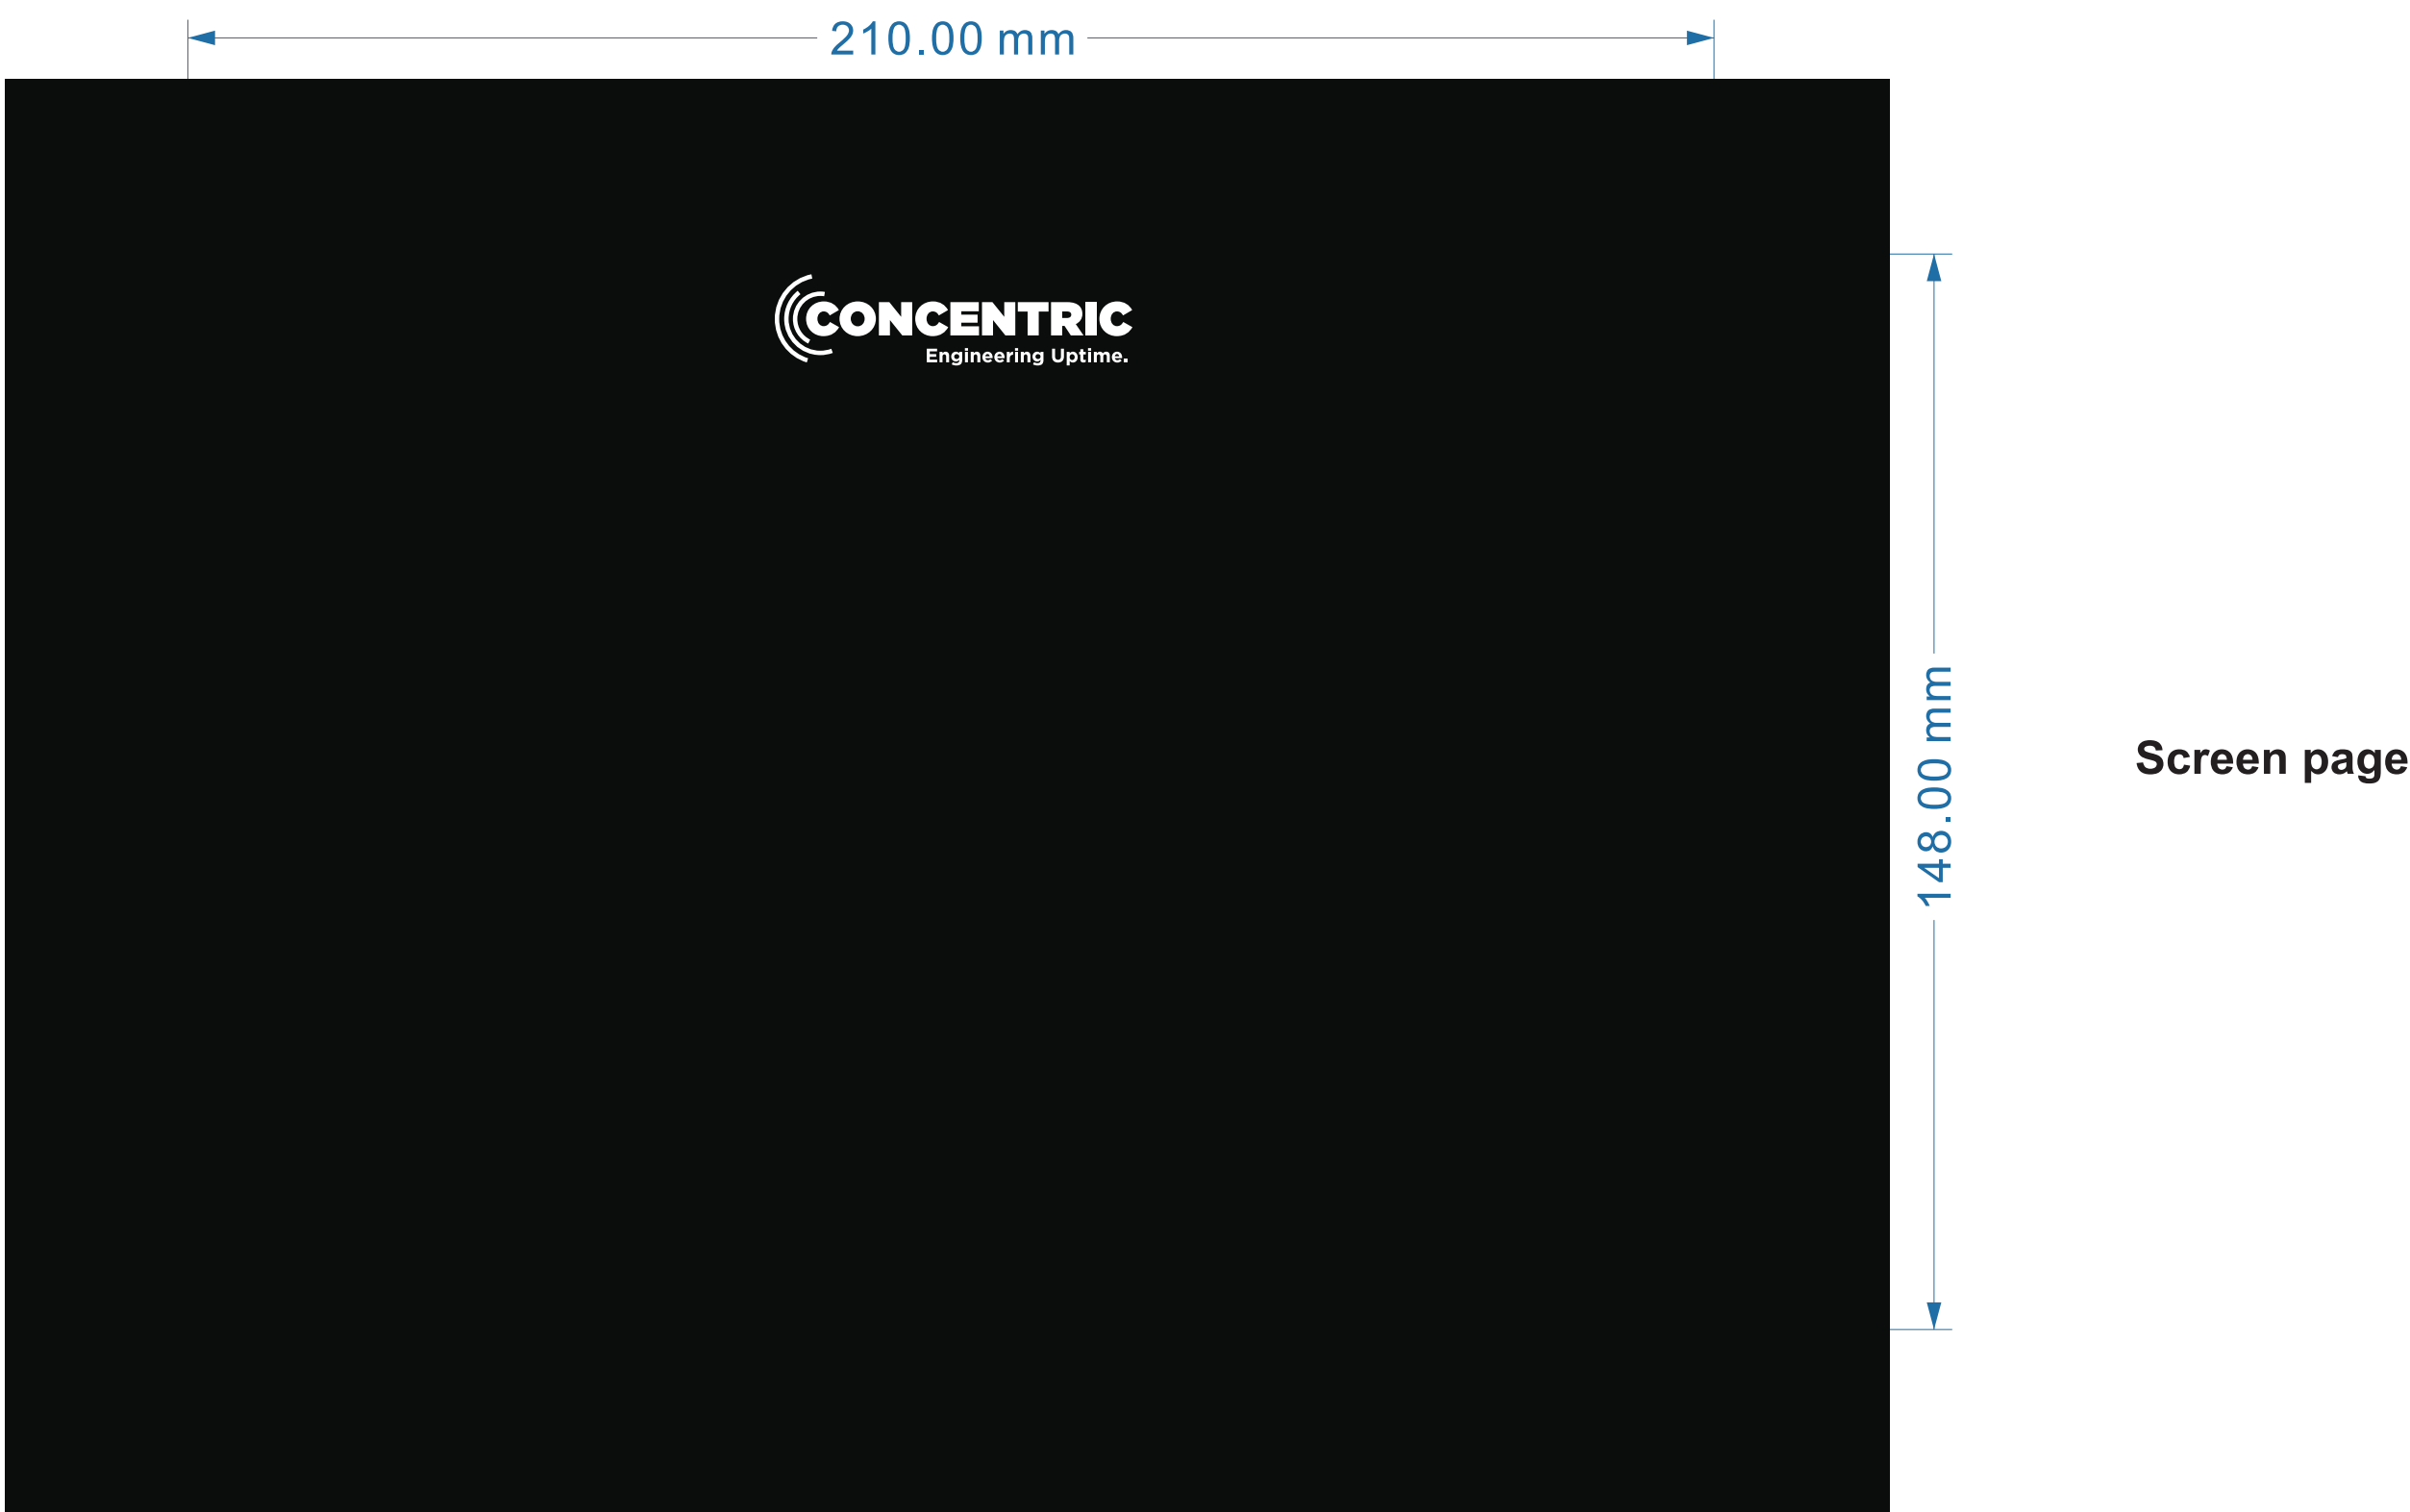 210.00 mm
CONCENTRIC
Engineering Uptime.
148.00 mm
Screen page